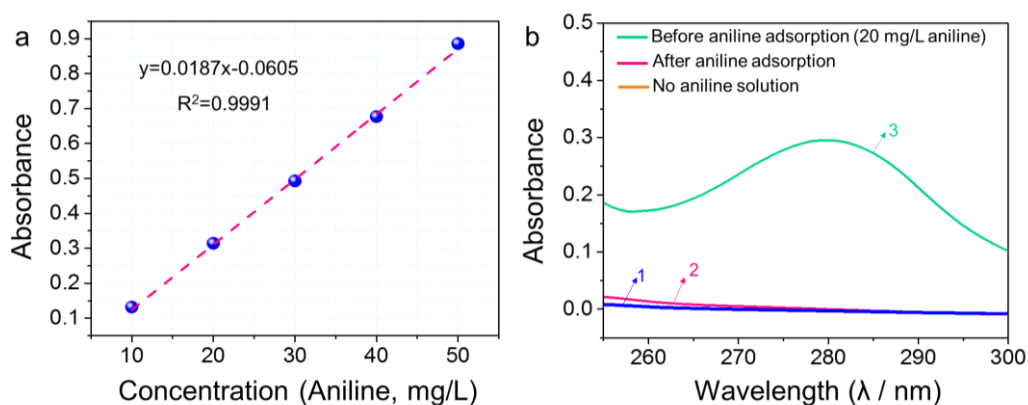 a
0.9
0.8
0.7
0.6
0.5
0.4
0.3
0.2
0.1
y=0.0187x-0.0605
R²=0.9991
Absorbance
10 20 30 40 50
Concentration (Aniline, mg/L)
b
0.5
0.4
0.3
0.2
0.1
0.0
Before aniline adsorption (20 mg/L aniline)
After aniline adsorption
No aniline solution
3
1
2
Absorbance
260 270 280 290 300
Wavelength (λ / nm)